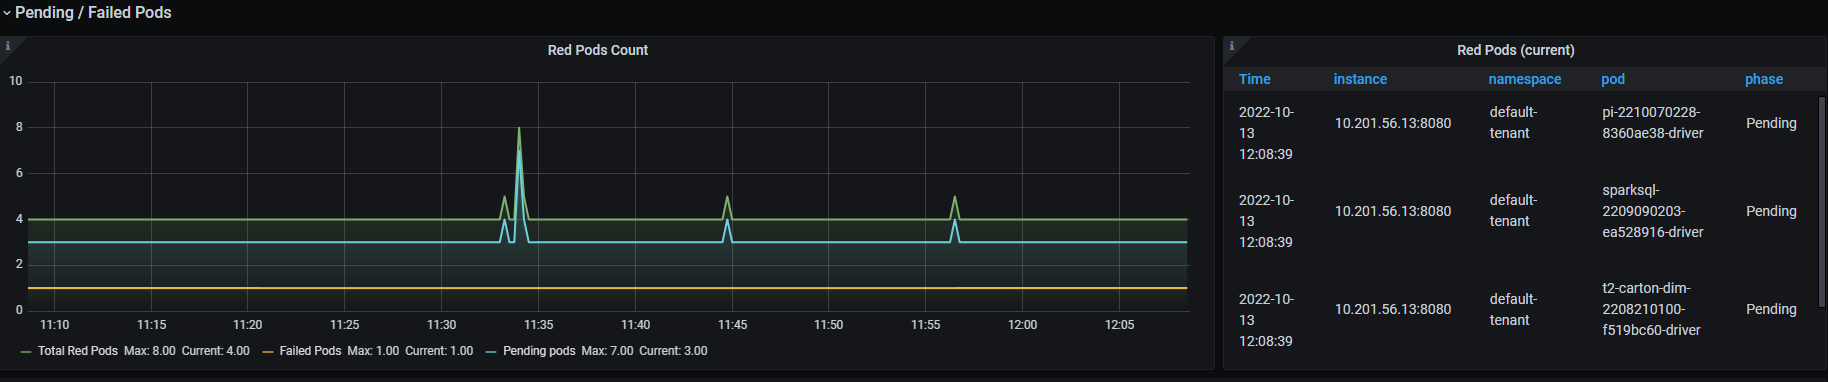 Pending / Failed Pods
Red Pods Count
10
8
6
4
2
0
11:10 11:15 11:20 11:25 11:30 11:35 11:40 11:45 11:50 11:55 12:00 12:05
Total Red Pods Max: 8.00 Current: 4.00 Failed Pods Max: 1.00 Current: 1.00 Pending pods Max: 7.00 Current: 3.00
Red Pods (current)
Time instance namespace pod phase
2022-10-
13
12:08:39
10.201.56.13:8080
default-
tenant
pi-2210070228-
8360ae38-driver
Pending
2022-10-
13
12:08:39
10.201.56.13:8080
default-
tenant
sparksql-
2209090203-
ea528916-driver
Pending
2022-10-
13
12:08:39
10.201.56.13:8080
default-
tenant
t2-carton-dim-
2208210100-
f519bc60-driver
Pending